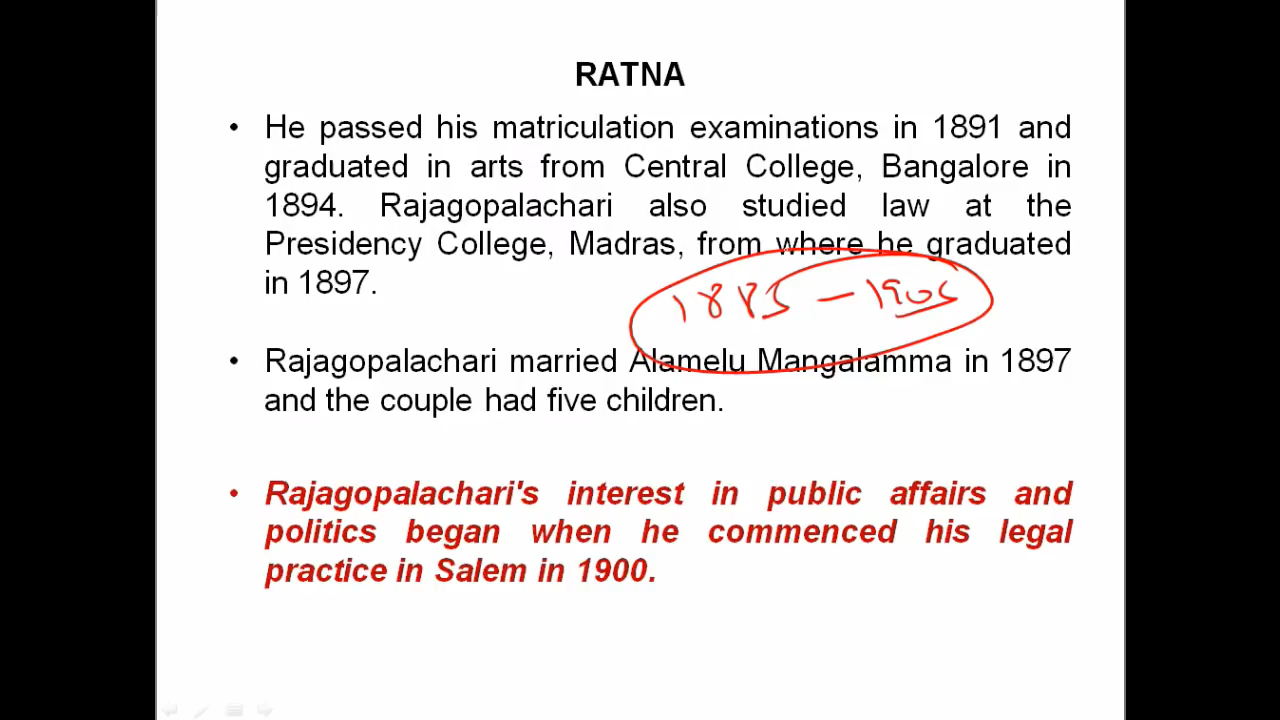 RATNA
• He passed his matriculation examinations in 1891 and
graduated in arts from Central College, Bangalore in
1894. Rajagopalachari also studied law at the
Presidency College, Madras, from where he graduated
in 1897.
1885 – 1905
• Rajagopalachari married Alamelu Mangalamma in 1897
and the couple had five children.
• Rajagopalachari's interest in public affairs and
politics began when he commenced his legal
practice in Salem in 1900.